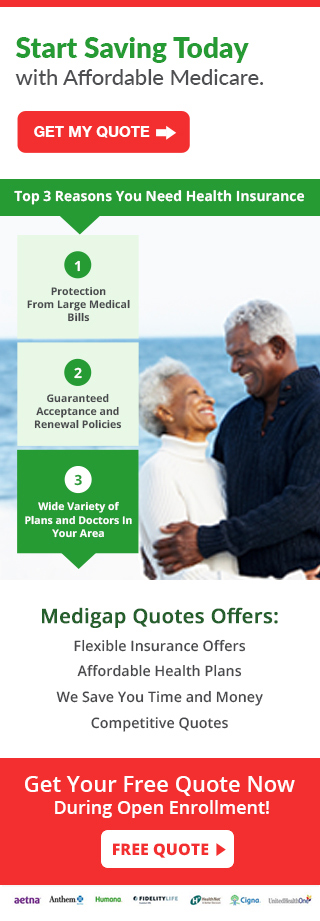 Start Saving Today
with Affordable Medicare.
GET MY QUOTE
Top 3 Reasons You Need Health Insurance
1
Protection
From Large Medical
Bills
2
Guaranteed
Acceptance and
Renewal Policies
3
Wide Variety of
Plans and Doctors In
Your Area
Medigap Quotes Offers:
Flexible Insurance Offers
Affordable Health Plans
We Save You Time and Money
Competitive Quotes
Get Your Free Quote Now
During Open Enrollment!
FREE QUOTE
aetna Anthem Humana FIDELITYLIFE HealthNet Cigna UnitedHealthOne